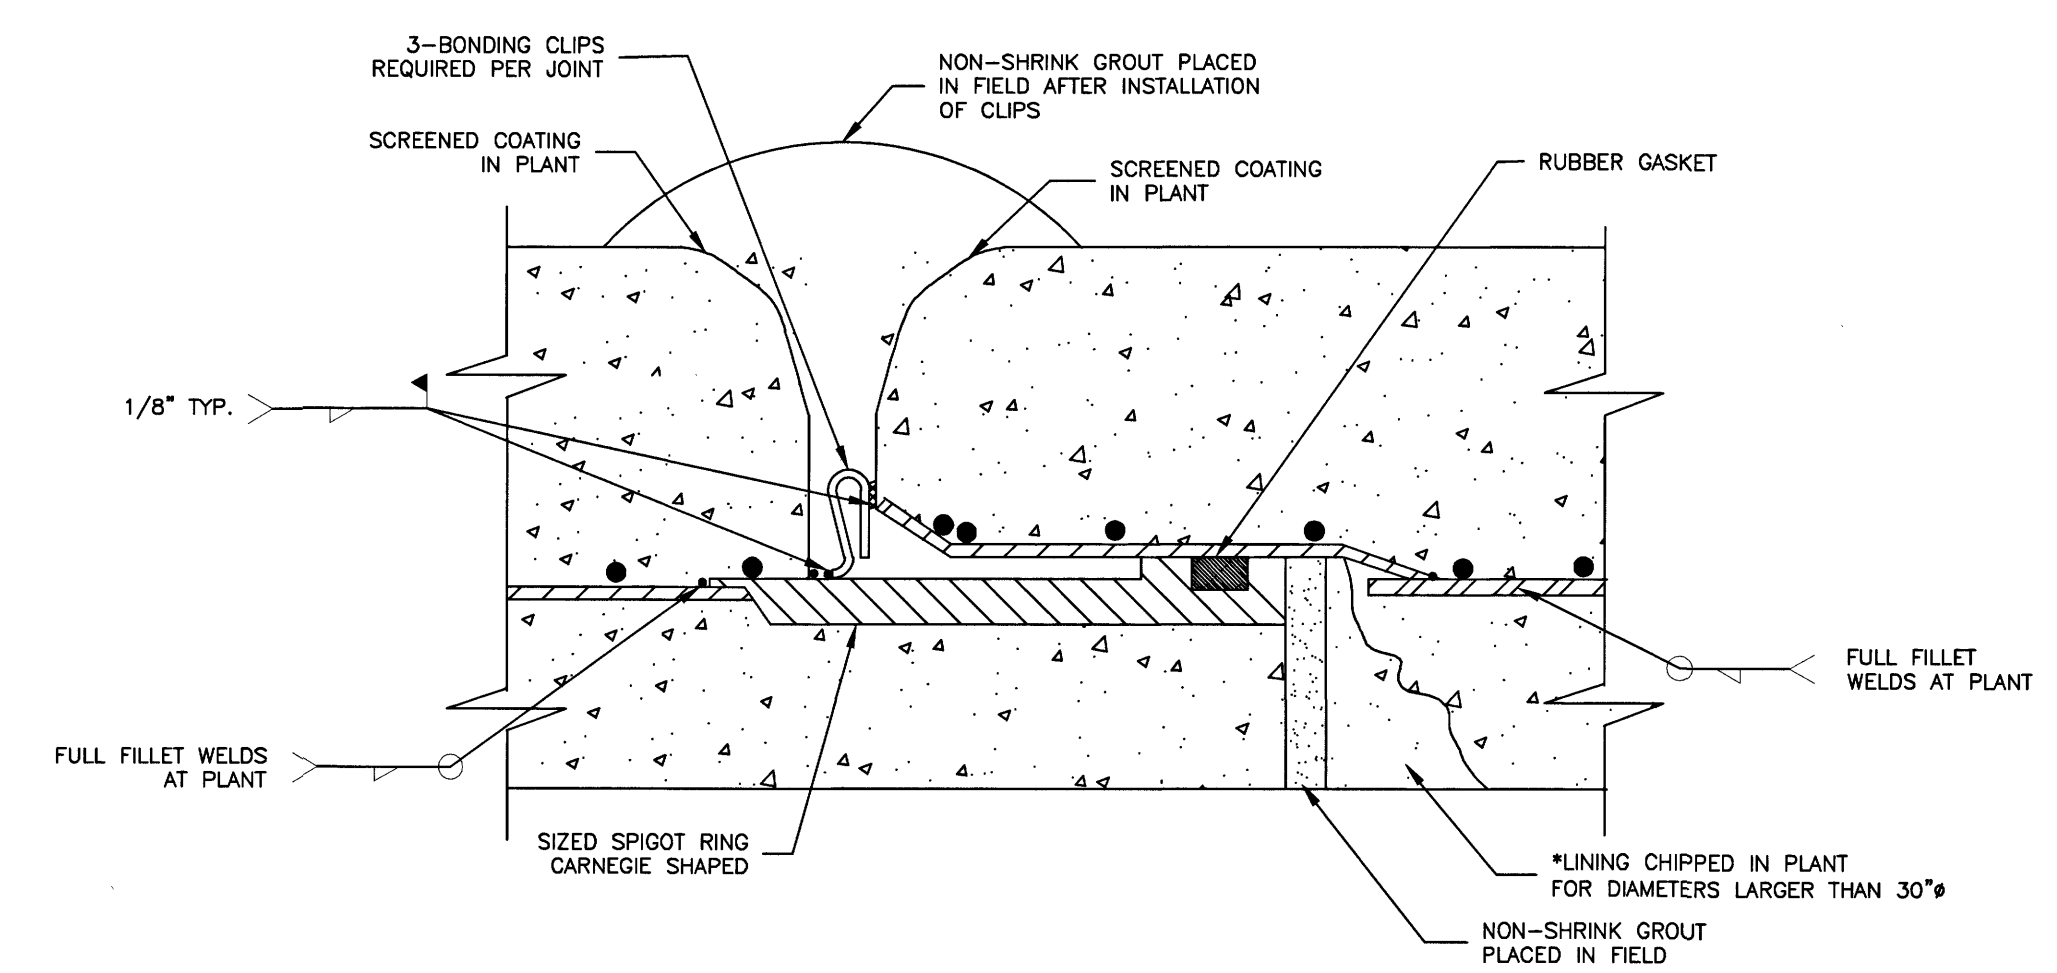 3-BONDING CLIPS
REQUIRED PER JOINT
NON-SHRINK GROUT PLACED
IN FIELD AFTER INSTALLATION
OF CLIPS
SCREENED COATING
IN PLANT
SCREENED COATING
IN PLANT
RUBBER GASKET
1/8" TYP.
FULL FILLET
WELDS AT PLANT
FULL FILLET WELDS
AT PLANT
SIZED SPIGOT RING
CARNEGIE SHAPED
*LINING CHIPPED IN PLANT
FOR DIAMETERS LARGER THAN 30"ø
NON-SHRINK GROUT
PLACED IN FIELD